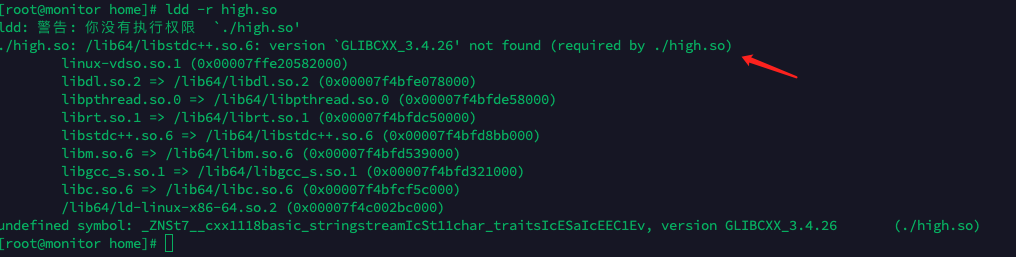 [root@monitor home]# ldd -r high.so
ldd: 警告: 你没有执行权限  `./high.so'
./high.so: /lib64/libstdc++.so.6: version `GLIBCXX_3.4.26' not found (required by ./high.so)
linux-vdso.so.1 (0x00007ffe20582000)
libdl.so.2 => /lib64/libdl.so.2 (0x00007f4bfe078000)
libpthread.so.0 => /lib64/libpthread.so.0 (0x00007f4bfde58000)
librt.so.1 => /lib64/librt.so.1 (0x00007f4bfdc50000)
libstdc++.so.6 => /lib64/libstdc++.so.6 (0x00007f4bfd8bb000)
libm.so.6 => /lib64/libm.so.6 (0x00007f4bfd539000)
libgcc_s.so.1 => /lib64/libgcc_s.so.1 (0x00007f4bfd321000)
libc.so.6 => /lib64/libc.so.6 (0x00007f4bfcf5c000)
/lib64/ld-linux-x86-64.so.2 (0x00007f4c002bc000)
undefined symbol: _ZNSt7__cxx1118basic_stringstreamIcSt11char_traitsIcESaIcEEC1Ev, version GLIBCXX_3.4.26 (./high.so)
[root@monitor home]#